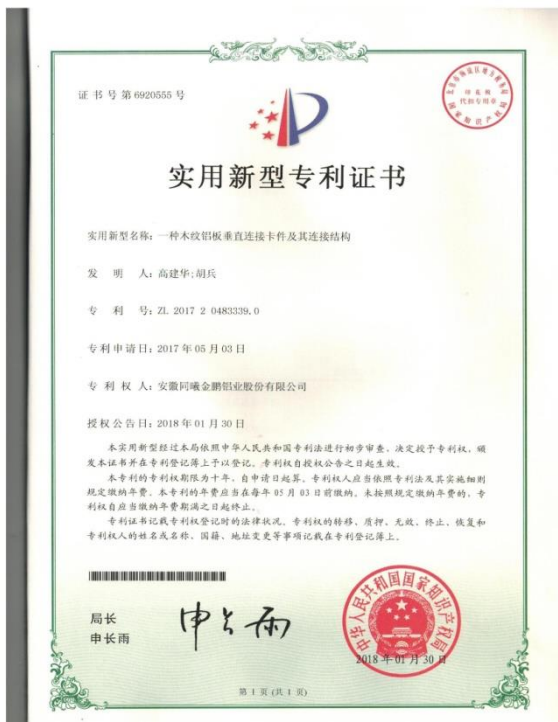 证书号第6920555号
实用新型专利证书
实用新型名称：一种木纹铝板垂直连接卡件及其连接结构
发明人：高建华;胡兵
专利号：ZL 2017 2 0483339.0
专利申请日：2017年05月03日
专利权人：安徽同曦金鹏铝业股份有限公司
授权公告日：2018年01月30日
本实用新型经过本局依照中华人民共和国专利法进行初步审查，决定授予专利权，颁
发本证书并在专利登记簿上予以登记。专利权自授权公告之日起生效。
本专利的专利权期限为十年，自申请日起算。专利权人应当依照专利法及其实施细则
规定缴纳年费。本专利的年费应当在每年05月03日前缴纳。未按照规定缴纳年费的，专
利权自应当缴纳年费期满之日起终止。
专利证书记载专利权登记时的法律状况。专利权的转移、质押、无效、终止、恢复和
专利权人的姓名或名称、国籍、地址变更等事项记载在专利登记簿上。
局长
申长雨
申长雨
中华人民共和国国家知识产权局
2018年01月30日
第1页(共1页)